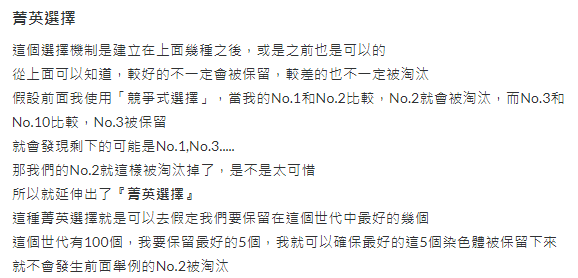 菁英選擇
這個選擇機制是建立在上面幾種之後，或是之前也是可以的
從上面可以知道，較好的不一定會被保留，較差的也不一定被淘汰
假設前面我使用「競爭式選擇」，當我的No.1和No.2比較，No.2就會被淘汰，而No.3和
No.10比較，No.3被保留
就會發現剩下的可能是No.1,No.3.....
那我們的No.2就這樣被淘汰掉了，是不是太可惜
所以就延伸出了『菁英選擇』
這種菁英選擇就是可以去假定我們要保留在這個世代中最好的幾個
這個世代有100個，我要保留最好的5個，我就可以確保最好的這5個染色體被保留下來
就不會發生前面舉例的No.2被淘汰